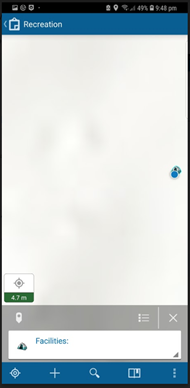 49% 9:48 pm
Recreation
4.7 m
Facilities: